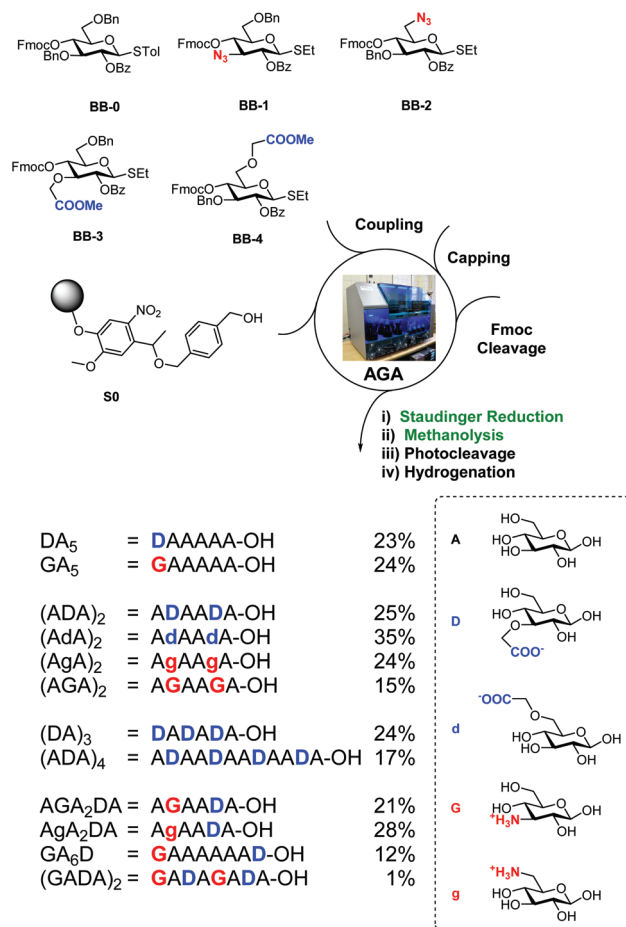 OBn
FmocO
BnO
O
STol
OBz
BB-0
OBn
FmocO
N3
O
SEt
OBz
BB-1
N3
FmocO
BnO
O
SEt
OBz
BB-2
OBn
FmocO
O
O
SEt
OBz
COOMe
BB-3
COOMe
O
FmocO
BnO
O
SEt
OBz
BB-4
O
O
NO2
O
OH
S0
Coupling
Capping
Fmoc
Cleavage
AGA
i) Staudinger Reduction
ii) Methanolysis
iii) Photocleavage
iv) Hydrogenation
DA5 = DAAAAA-OH 23%
GA5 = GAAAAA-OH 24%
(ADA)2 = ADAADA-OH 25%
(AdA)2 = AdAAdA-OH 35%
(AgA)2 = AgAAgA-OH 24%
(AGA)2 = AGAAGA-OH 15%
(DA)3 = DADADA-OH 24%
(ADA)4 = ADAADAADAADA-OH 17%
AGA2DA = AGAADA-OH 21%
AgA2DA = AgAADA-OH 28%
GA6D = GAAAAAAD-OH 12%
(GADA)2 = GADAGADA-OH 1%
A
HO
HO
HO
O
OH
OH
D
HO
HO
O
O
OH
OH
COO-
d
-OOC
O
HO
HO
O
OH
OH
G
HO
HO
+H3N
O
OH
OH
g
+H3N
HO
HO
O
OH
OH